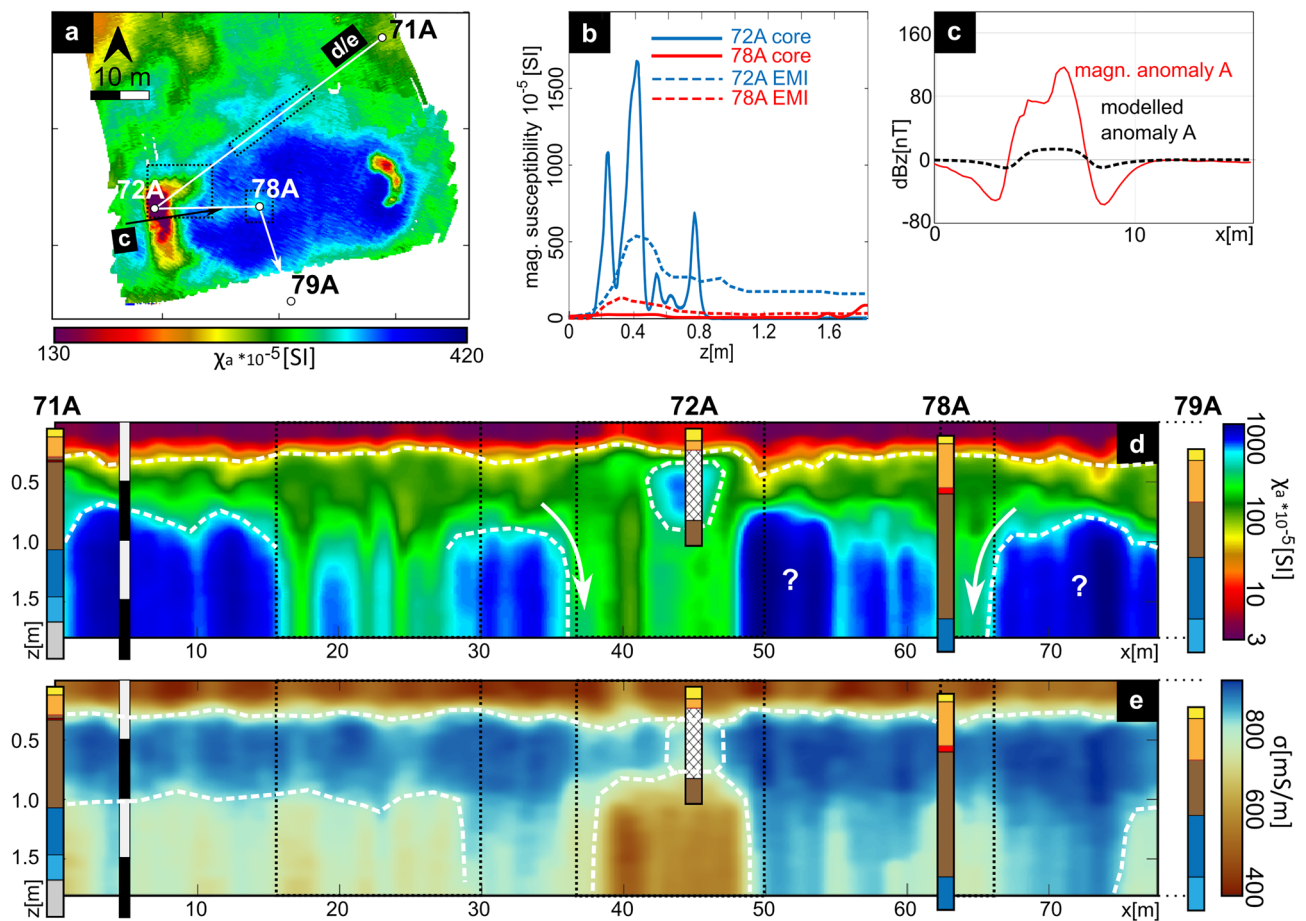 a
71A
d/e
10 m
72A
78A
c
79A
130
420
χa *10-5[SI]
b
72A core
78A core
72A EMI
78A EMI
mag. susceptibility 10-5 [SI]
1500
1000
500
0
0
0.4
0.8
1.2
1.6
z[m]
c
160
80
0
-80
dBz[nT]
magn. anomaly A
modelled
anomaly A
0
10
x[m]
71A
72A
78A
79A
d
0.5
1.0
1.5
z[m]
?
?
10
20
30
40
50
60
70
x[m]
1000
100
10
3
χa *10-5[SI]
e
0.5
1.0
1.5
z[m]
10
20
30
40
50
60
70
x[m]
800
600
400
σ[mS/m]